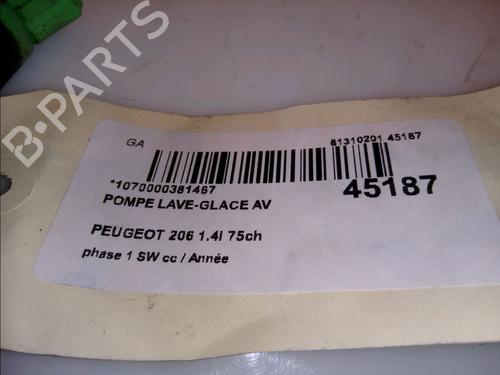 B·PARTS
GA
81310201 45187
*1070000381467
45187
POMPE LAVE-GLACE AV
PEUGEOT 206 1.4i 75ch
phase 1 SW cc / Année